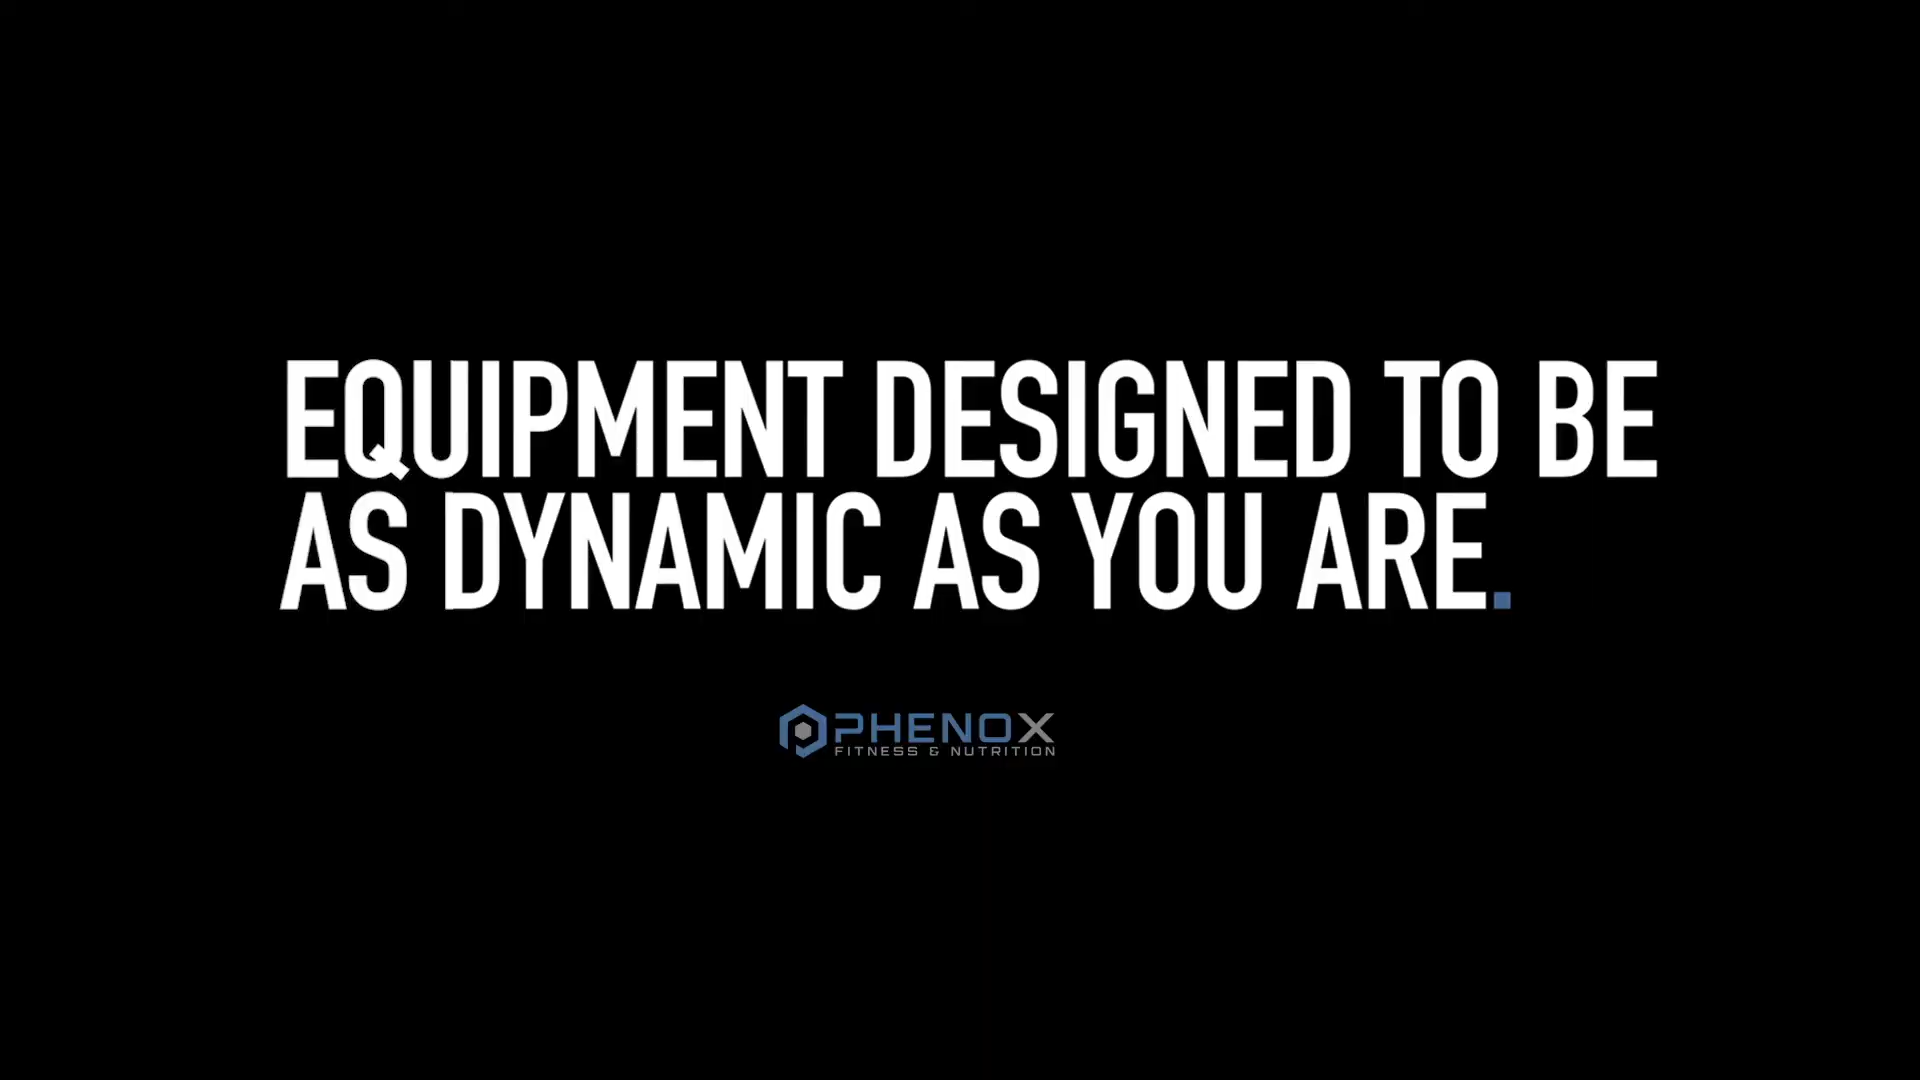 EQUIPMENT DESIGNED TO BE
AS DYNAMIC AS YOU ARE.
PHENOX
FITNESS & NUTRITION